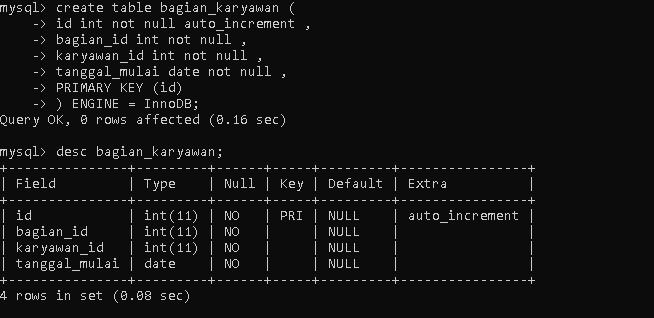 mysql> create table bagian_karyawan (
    -> id int not null auto_increment ,
    -> bagian_id int not null ,
    -> karyawan_id int not null ,
    -> tanggal_mulai date not null ,
    -> PRIMARY KEY (id)
    -> ) ENGINE = InnoDB;
Query OK, 0 rows affected (0.16 sec)

mysql> desc bagian_karyawan;
+---------------+---------+------+-----+---------+----------------+
| Field         | Type    | Null | Key | Default | Extra          |
+---------------+---------+------+-----+---------+----------------+
| id            | int(11) | NO   | PRI | NULL    | auto_increment |
| bagian_id     | int(11) | NO   |     | NULL    |                |
| karyawan_id   | int(11) | NO   |     | NULL    |                |
| tanggal_mulai | date    | NO   |     | NULL    |                |
+---------------+---------+------+-----+---------+----------------+
4 rows in set (0.08 sec)